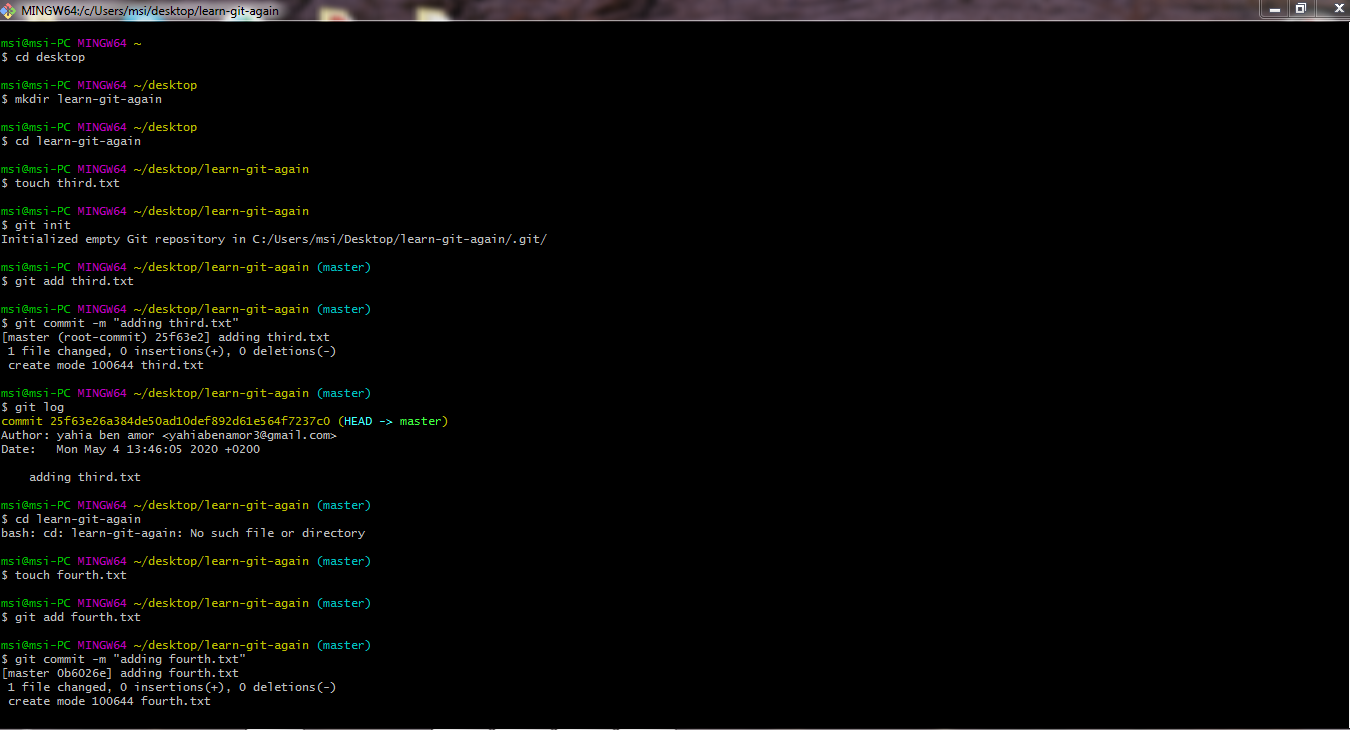 MINGW64:/c/Users/msi/desktop/learn-git-again
msi@msi-PC MINGW64 ~
$ cd desktop
msi@msi-PC MINGW64 ~/desktop
$ mkdir learn-git-again
msi@msi-PC MINGW64 ~/desktop
$ cd learn-git-again
msi@msi-PC MINGW64 ~/desktop/learn-git-again
$ touch third.txt
msi@msi-PC MINGW64 ~/desktop/learn-git-again
$ git init
Initialized empty Git repository in C:/Users/msi/Desktop/learn-git-again/.git/
msi@msi-PC MINGW64 ~/desktop/learn-git-again (master)
$ git add third.txt
msi@msi-PC MINGW64 ~/desktop/learn-git-again (master)
$ git commit -m "adding third.txt"
[master (root-commit) 25f63e2] adding third.txt
 1 file changed, 0 insertions(+), 0 deletions(-)
 create mode 100644 third.txt
msi@msi-PC MINGW64 ~/desktop/learn-git-again (master)
$ git log
commit 25f63e26a384de50ad10def892d61e564f7237c0 (HEAD -> master)
Author: yahia ben amor <yahiabenamor3@gmail.com>
Date:   Mon May 4 13:46:05 2020 +0200
    adding third.txt
msi@msi-PC MINGW64 ~/desktop/learn-git-again (master)
$ cd learn-git-again
bash: cd: learn-git-again: No such file or directory
msi@msi-PC MINGW64 ~/desktop/learn-git-again (master)
$ touch fourth.txt
msi@msi-PC MINGW64 ~/desktop/learn-git-again (master)
$ git add fourth.txt
msi@msi-PC MINGW64 ~/desktop/learn-git-again (master)
$ git commit -m "adding fourth.txt"
[master 0b6026e] adding fourth.txt
 1 file changed, 0 insertions(+), 0 deletions(-)
 create mode 100644 fourth.txt